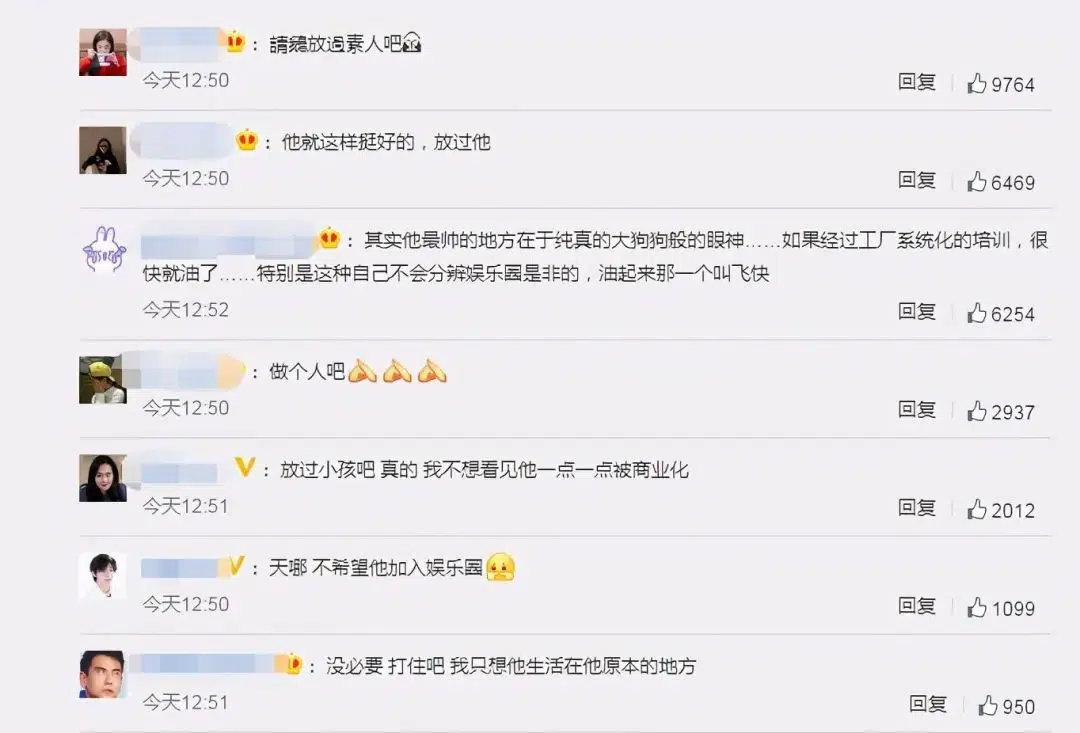 ：請鵝放過素人吧
今天12:50
回复 9764
：他就这样挺好的，放过他
今天12:50
回复 6469
：其实他最帅的地方在于纯真的大狗狗般的眼神……如果经过工厂系统化的培训，很
快就油了……特别是这种自己不会分辨娱乐圈是非的，油起来那一个叫飞快
今天12:52
回复 6254
：做个人吧
今天12:50
回复 2937
：放过小孩吧 真的 我不想看见他一点一点被商业化
今天12:51
回复 2012
：天哪 不希望他加入娱乐圈
今天12:50
回复 1099
：没必要 打住吧 我只想他生活在他原本的地方
今天12:51
回复 950